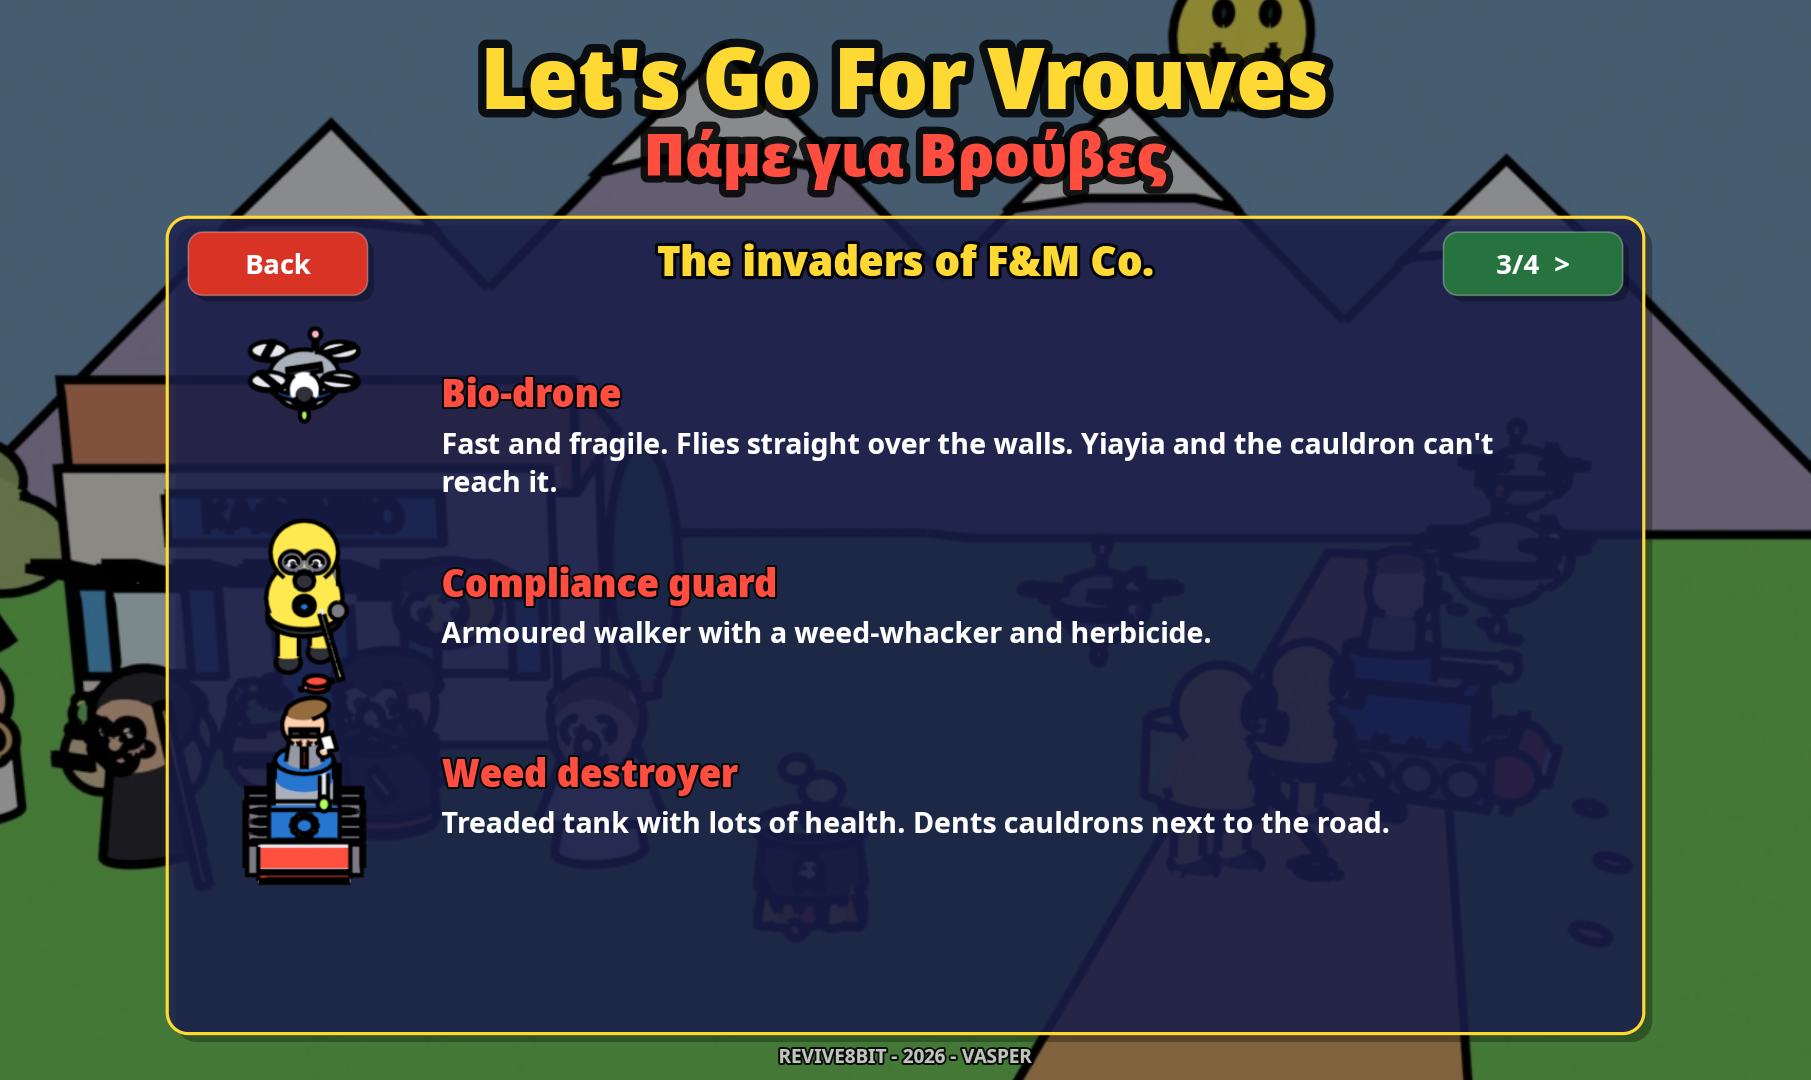 Let's Go For Vrouves
Πάμε για Βρούβες
Back
The invaders of F&M Co.
3/4 >
Bio-drone
Fast and fragile. Flies straight over the walls. Yiayia and the cauldron can't
reach it.
Compliance guard
Armoured walker with a weed-whacker and herbicide.
Weed destroyer
Treaded tank with lots of health. Dents cauldrons next to the road.
REVIVE8BIT - 2026 - VASPER